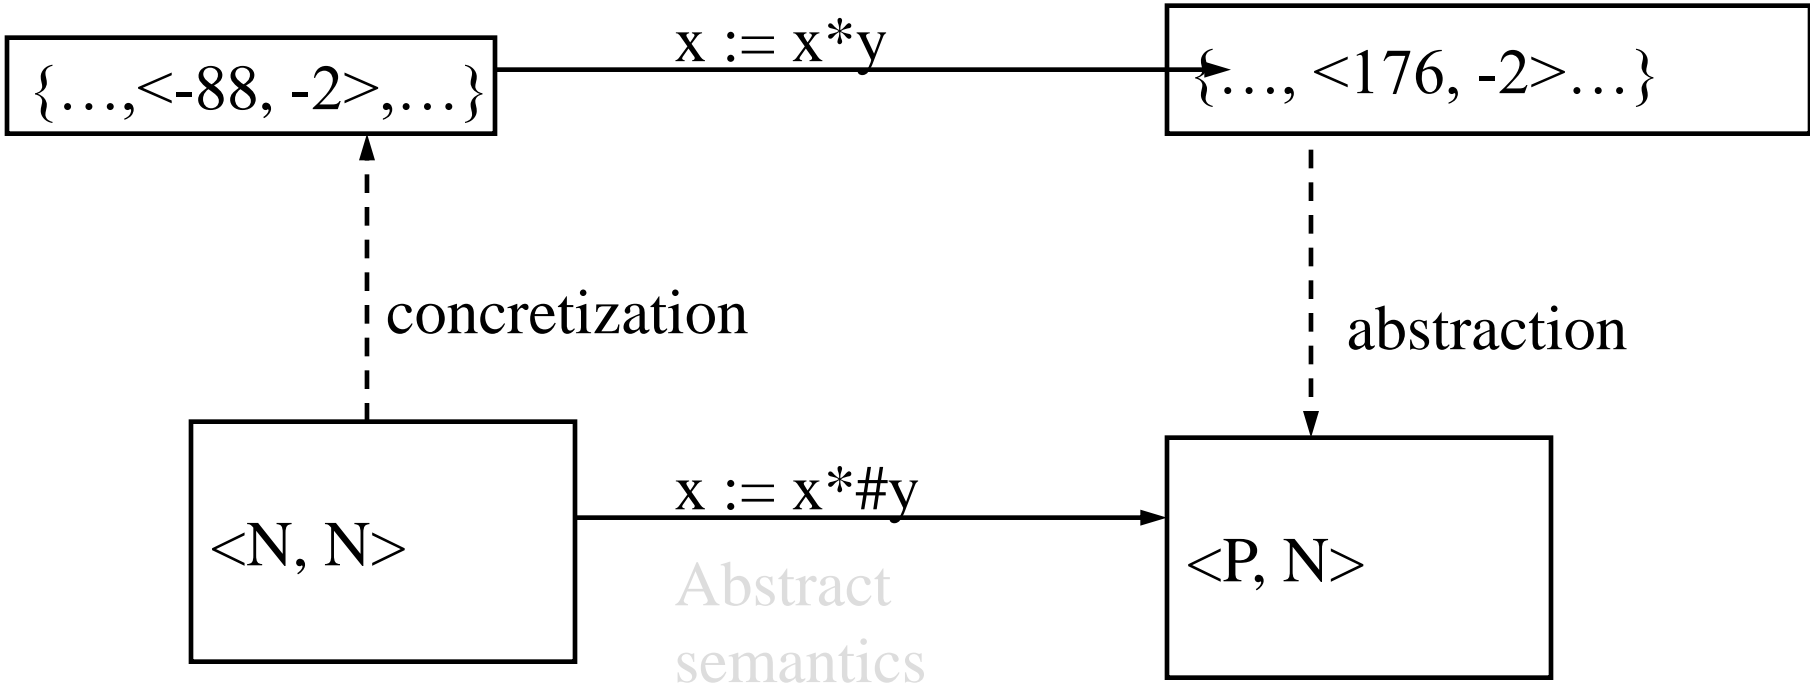 x := x*y
{…,<-88, -2>,…}
{…, <176, -2>…}
concretization
abstraction
x := x*#y
<N, N>
<P, N>
Abstract
semantics